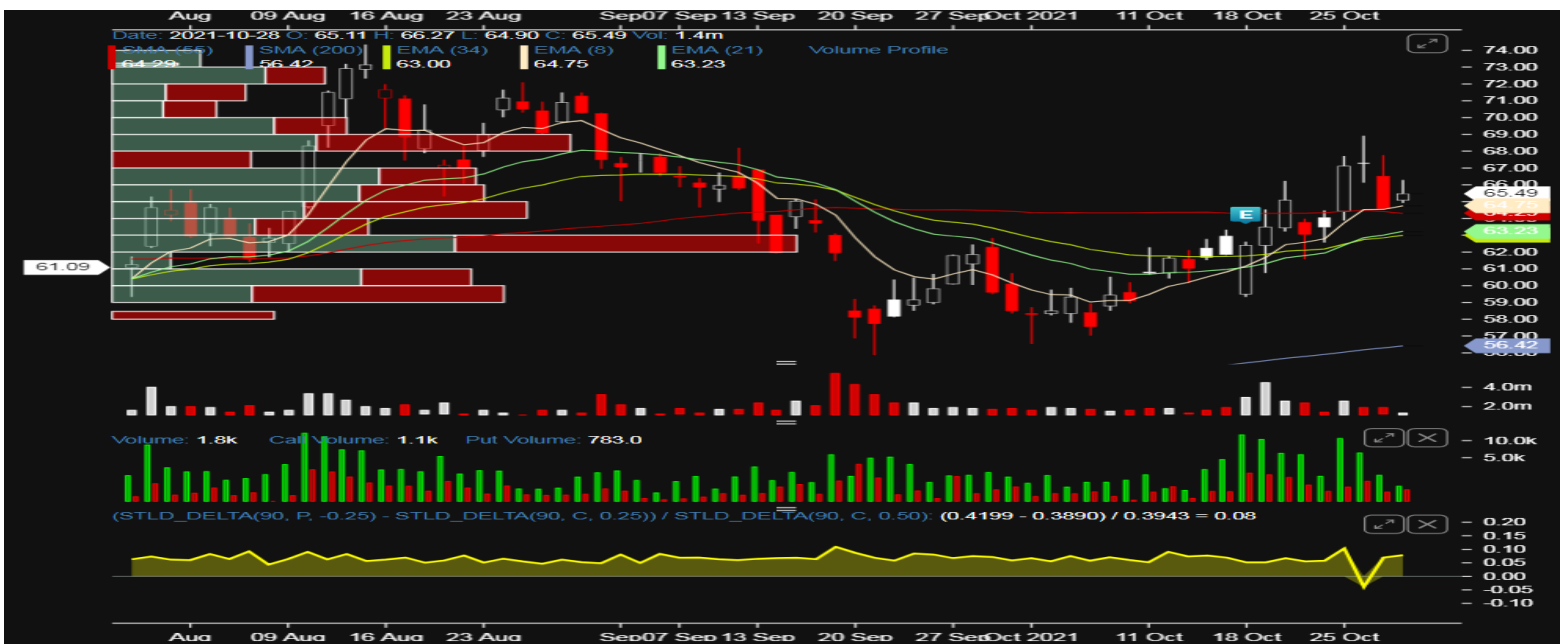 Aug 09 Aug 16 Aug 23 Aug Sep07 Sep 13 Sep 20 Sep 27 Sep Oct 2021 11 Oct 18 Oct 25 Oct
Date: 2021-10-28 O: 65.11 H: 66.27 L: 64.90 C: 65.49 Vol: 1.4m
SMA (55) SMA (200) EMA (34) EMA (8) EMA (21) Volume Profile
64.29 56.42 63.00 64.75 63.23
74.00
73.00
72.00
71.00
70.00
69.00
68.00
67.00
66.00
65.49
64.75
64.29
E
63.23
62.00
61.09
61.00
60.00
59.00
58.00
57.00
56.42
4.0m
2.0m
Volume: 1.8k Call Volume: 1.1k Put Volume: 783.0
10.0k
5.0k
(STLD_DELTA(90, P, -0.25) - STLD_DELTA(90, C, 0.25)) / STLD_DELTA(90, C, 0.50): (0.4199 - 0.3890) / 0.3943 = 0.08
0.20
0.15
0.10
0.05
0.00
-0.05
-0.10
Aug 09 Aug 16 Aug 23 Aug Sep07 Sep 13 Sep 20 Sep 27 Sep Oct 2021 11 Oct 18 Oct 25 Oct